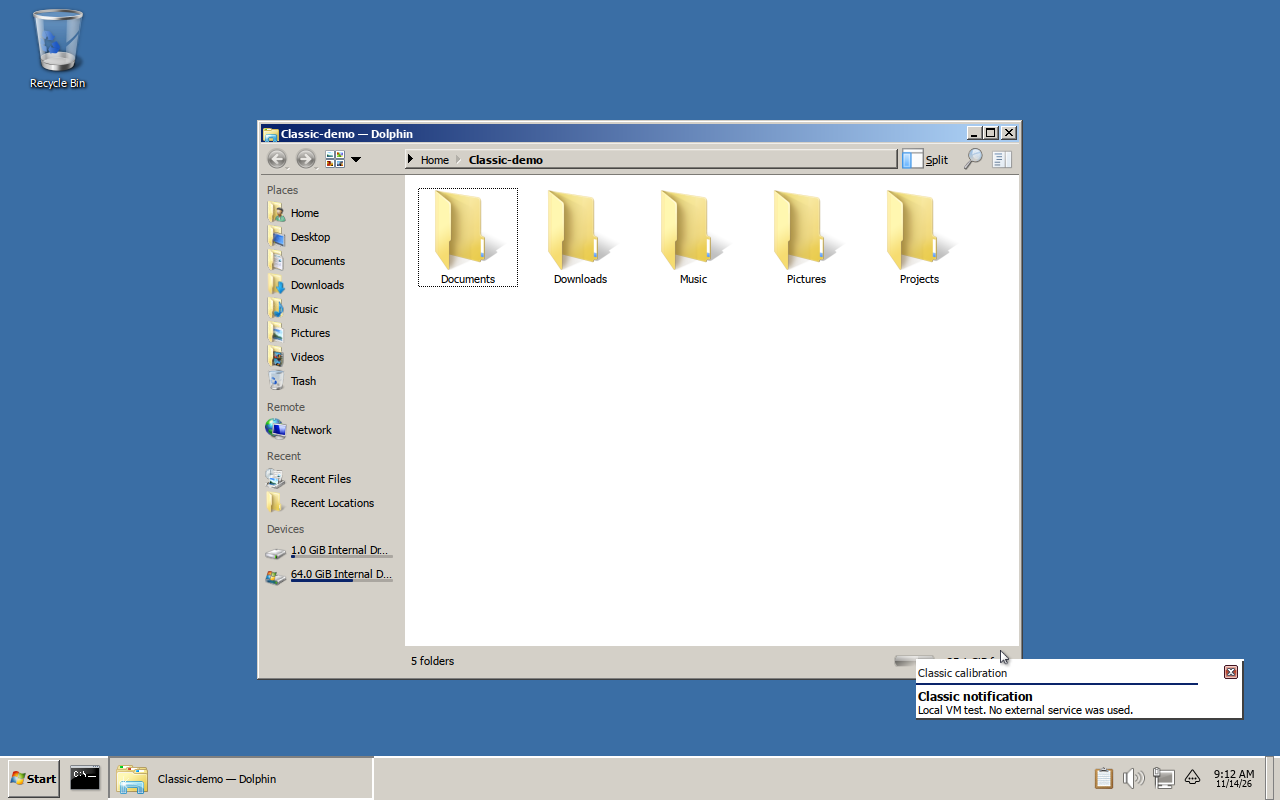 Recycle Bin
Classic-demo — Dolphin
Home Classic-demo
Split
Places
Home
Desktop
Documents
Downloads
Music
Pictures
Videos
Trash
Remote
Network
Recent
Recent Files
Recent Locations
Devices
1.0 GiB Internal Dr...
64.0 GiB Internal D...
Documents
Downloads
Music
Pictures
Projects
5 folders
Classic calibration
Classic notification
Local VM test. No external service was used.
Start
C:\
Classic-demo — Dolphin
9:12 AM
11/14/26